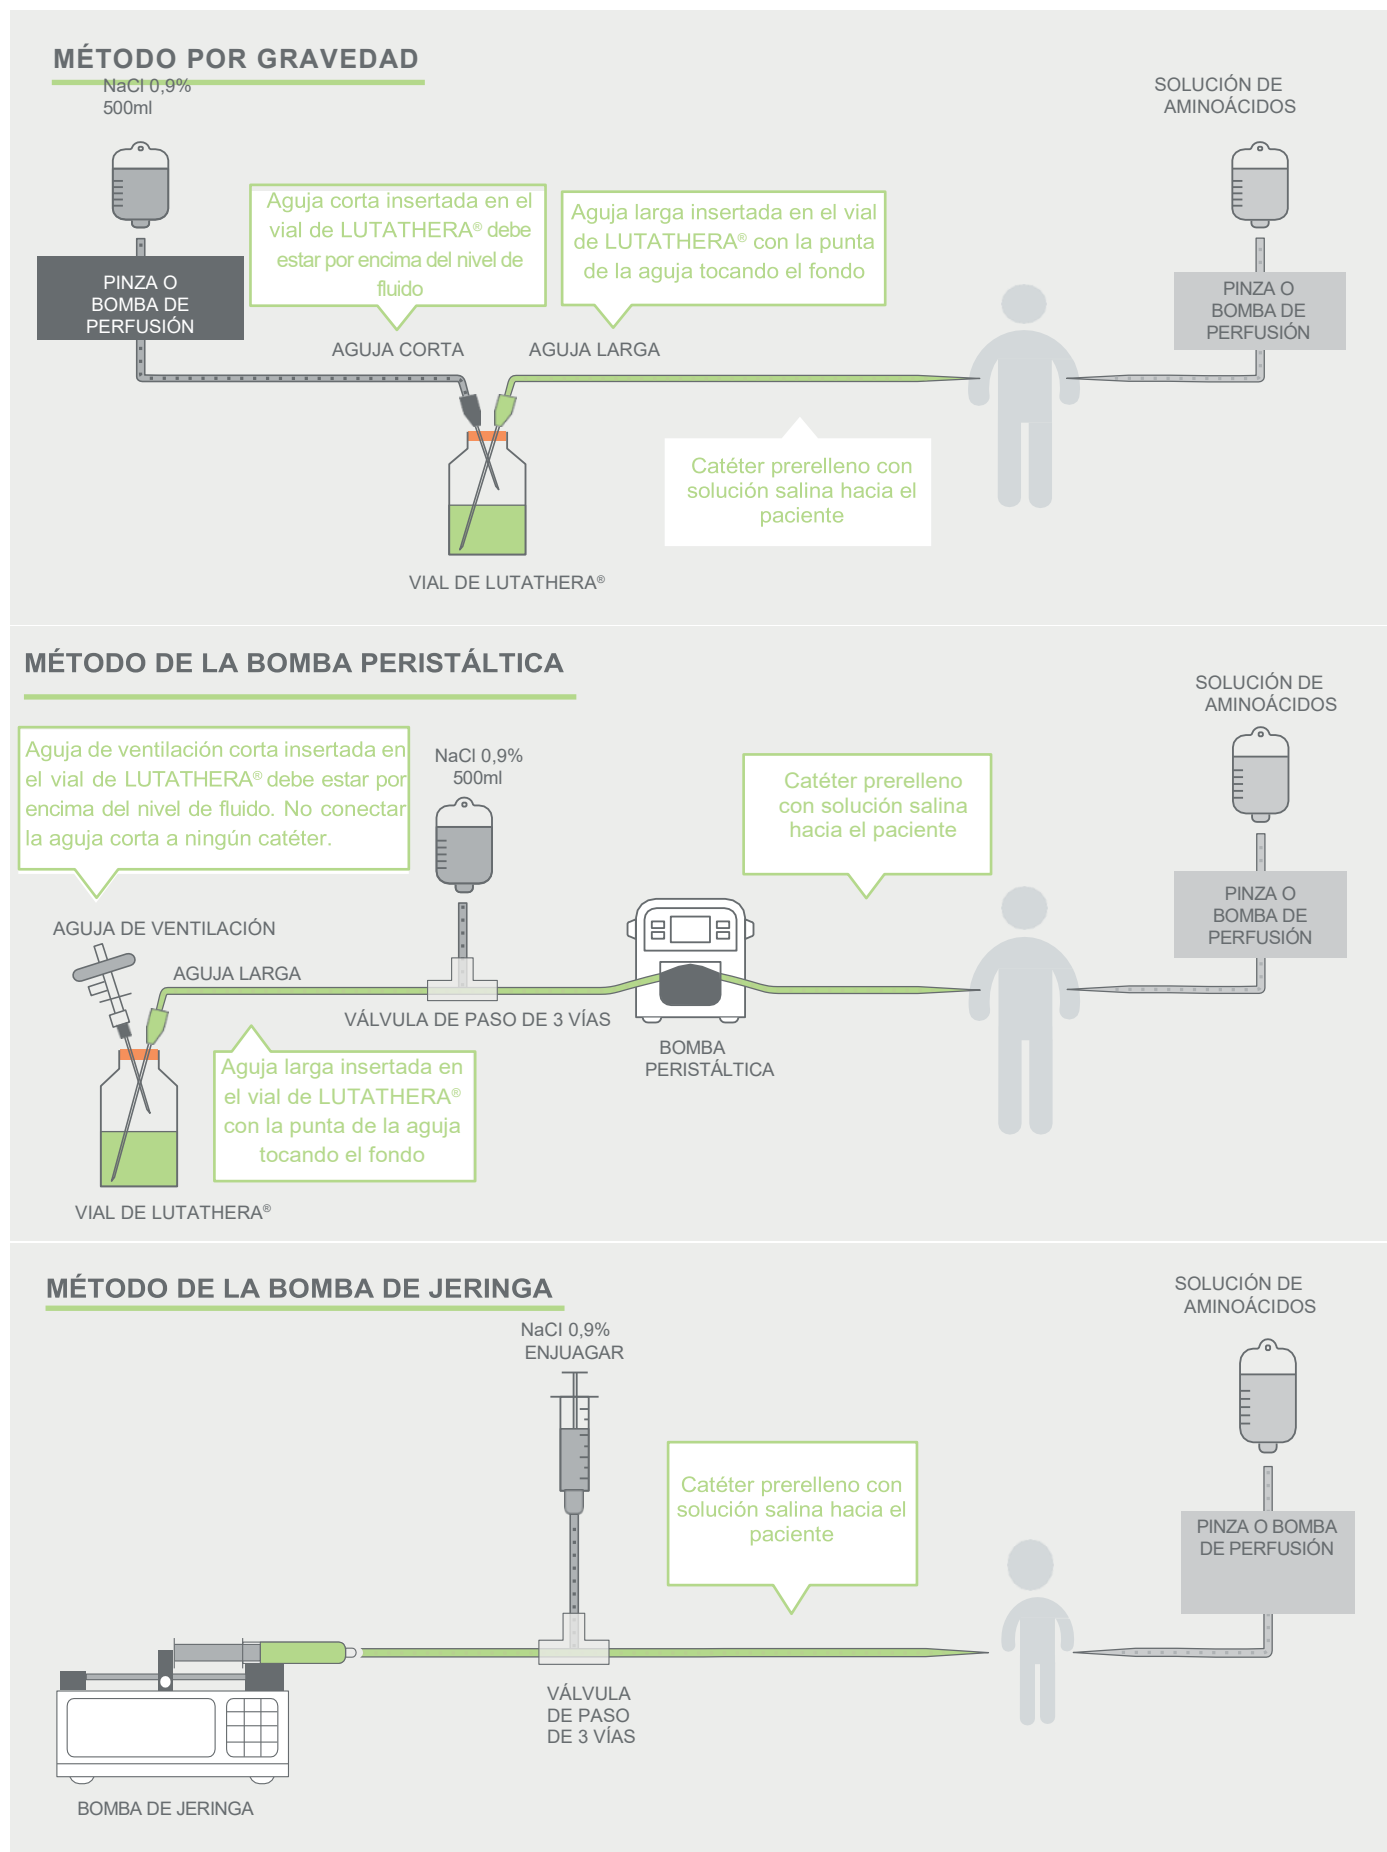 MÉTODO POR GRAVEDAD
NaCl 0,9%
500ml
SOLUCIÓN DE
AMINOÁCIDOS
Aguja corta insertada en el
vial de LUTATHERA® debe
estar por encima del nivel de
fluido
Aguja larga insertada en el vial
de LUTATHERA® con la punta
de la aguja tocando el fondo
PINZA O
BOMBA DE
PERFUSIÓN
PINZA O
BOMBA DE
PERFUSIÓN
AGUJA CORTA
AGUJA LARGA
Catéter prerelleno con
solución salina hacia el
paciente
VIAL DE LUTATHERA®
MÉTODO DE LA BOMBA PERISTÁLTICA
SOLUCIÓN DE
AMINOÁCIDOS
Aguja de ventilación corta insertada en
el vial de LUTATHERA® debe estar por
encima del nivel de fluido. No conectar
la aguja corta a ningún catéter.
NaCl 0,9%
500ml
Catéter prerelleno
con solución salina
hacia el paciente
PINZA O
BOMBA DE
PERFUSIÓN
AGUJA DE VENTILACIÓN
AGUJA LARGA
VÁLVULA DE PASO DE 3 VÍAS
BOMBA
PERISTÁLTICA
Aguja larga insertada en
el vial de LUTATHERA®
con la punta de la aguja
tocando el fondo
VIAL DE LUTATHERA®
MÉTODO DE LA BOMBA DE JERINGA
SOLUCIÓN DE
AMINOÁCIDOS
NaCl 0,9%
ENJUAGAR
Catéter prerelleno con
solución salina hacia el
paciente
PINZA O BOMBA
DE PERFUSIÓN
VÁLVULA
DE PASO
DE 3 VÍAS
BOMBA DE JERINGA